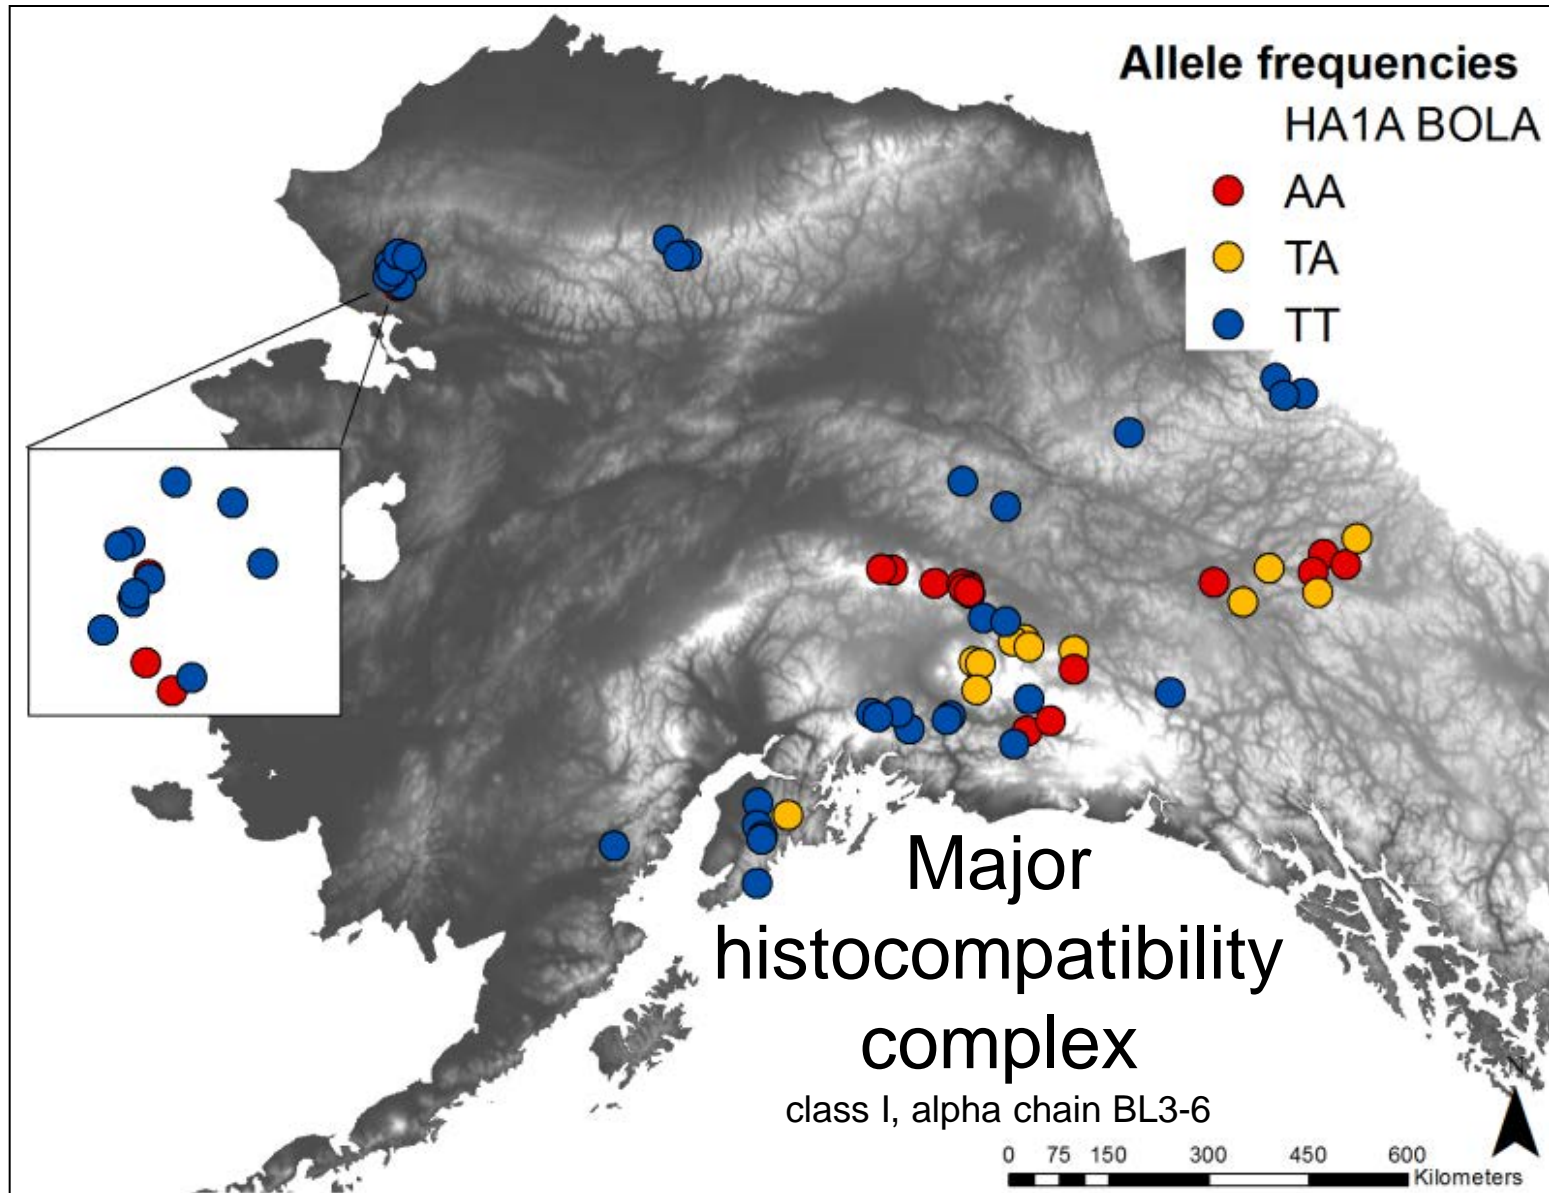 Allele frequencies
HA1A BOLA
AA
TA
TT
Major
histocompatibility
complex
class I, alpha chain BL3-6
N
0 75 150 300 450 600
Kilometers